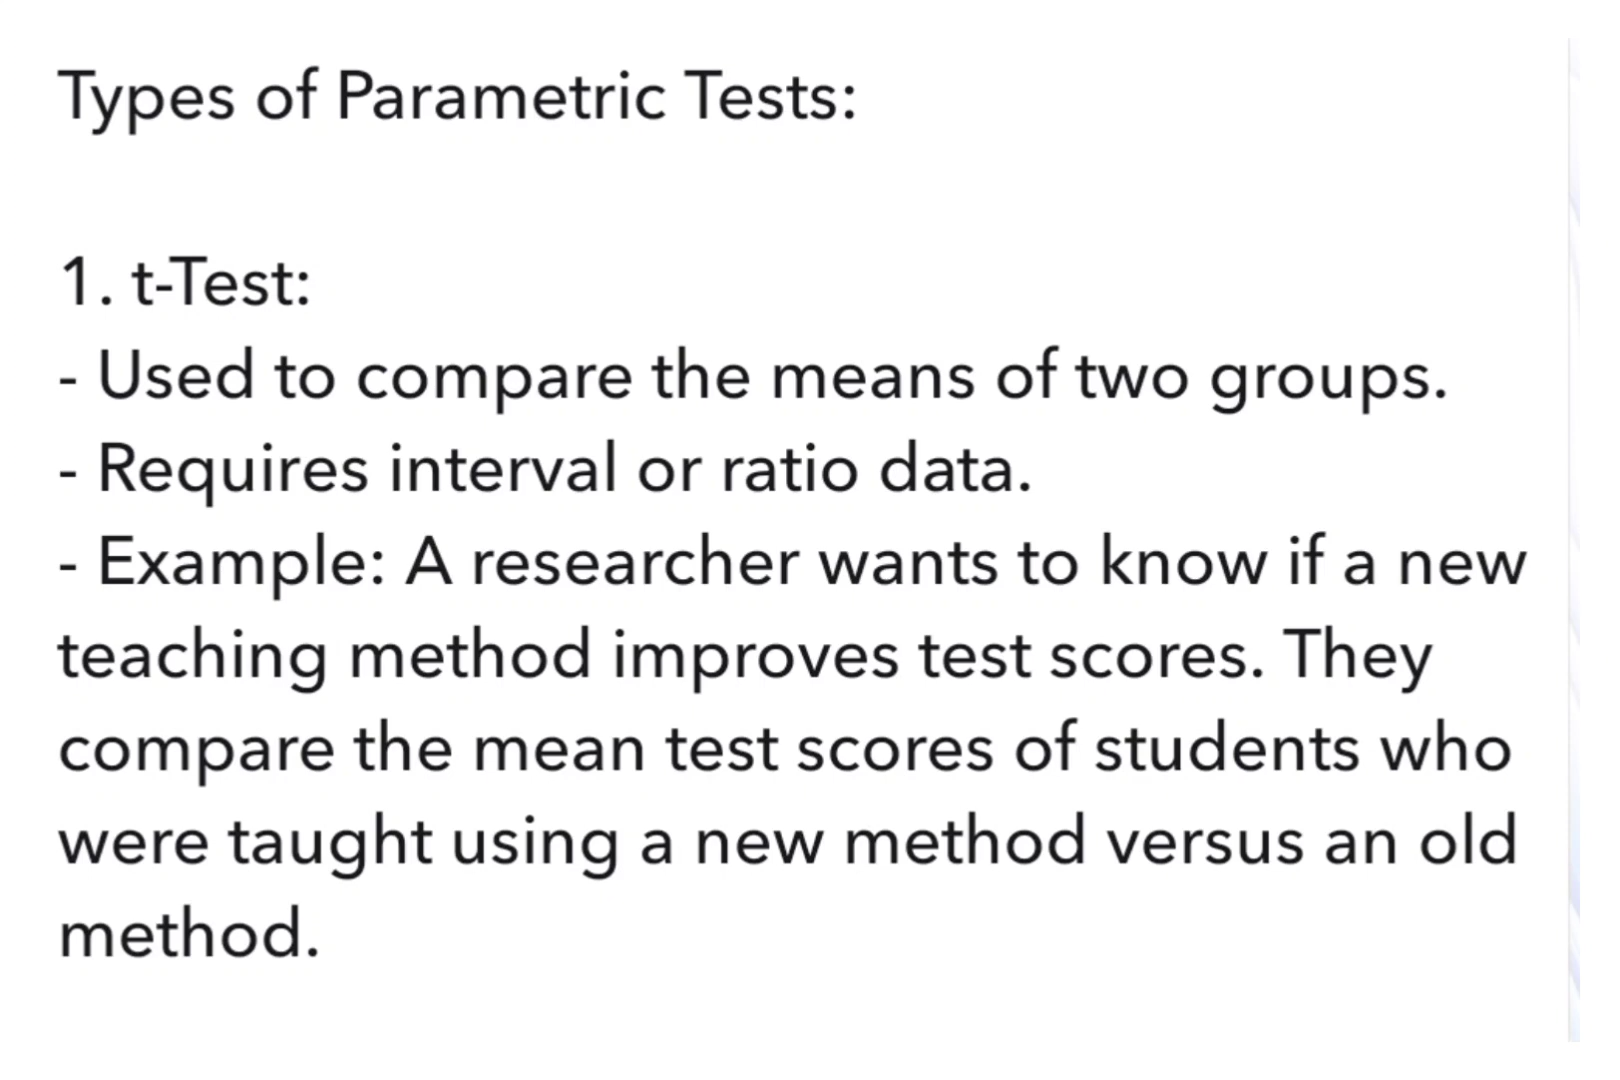 Types of Parametric Tests:
1. t-Test:
- Used to compare the means of two groups.
- Requires interval or ratio data.
- Example: A researcher wants to know if a new
teaching method improves test scores. They
compare the mean test scores of students who
were taught using a new method versus an old
method.